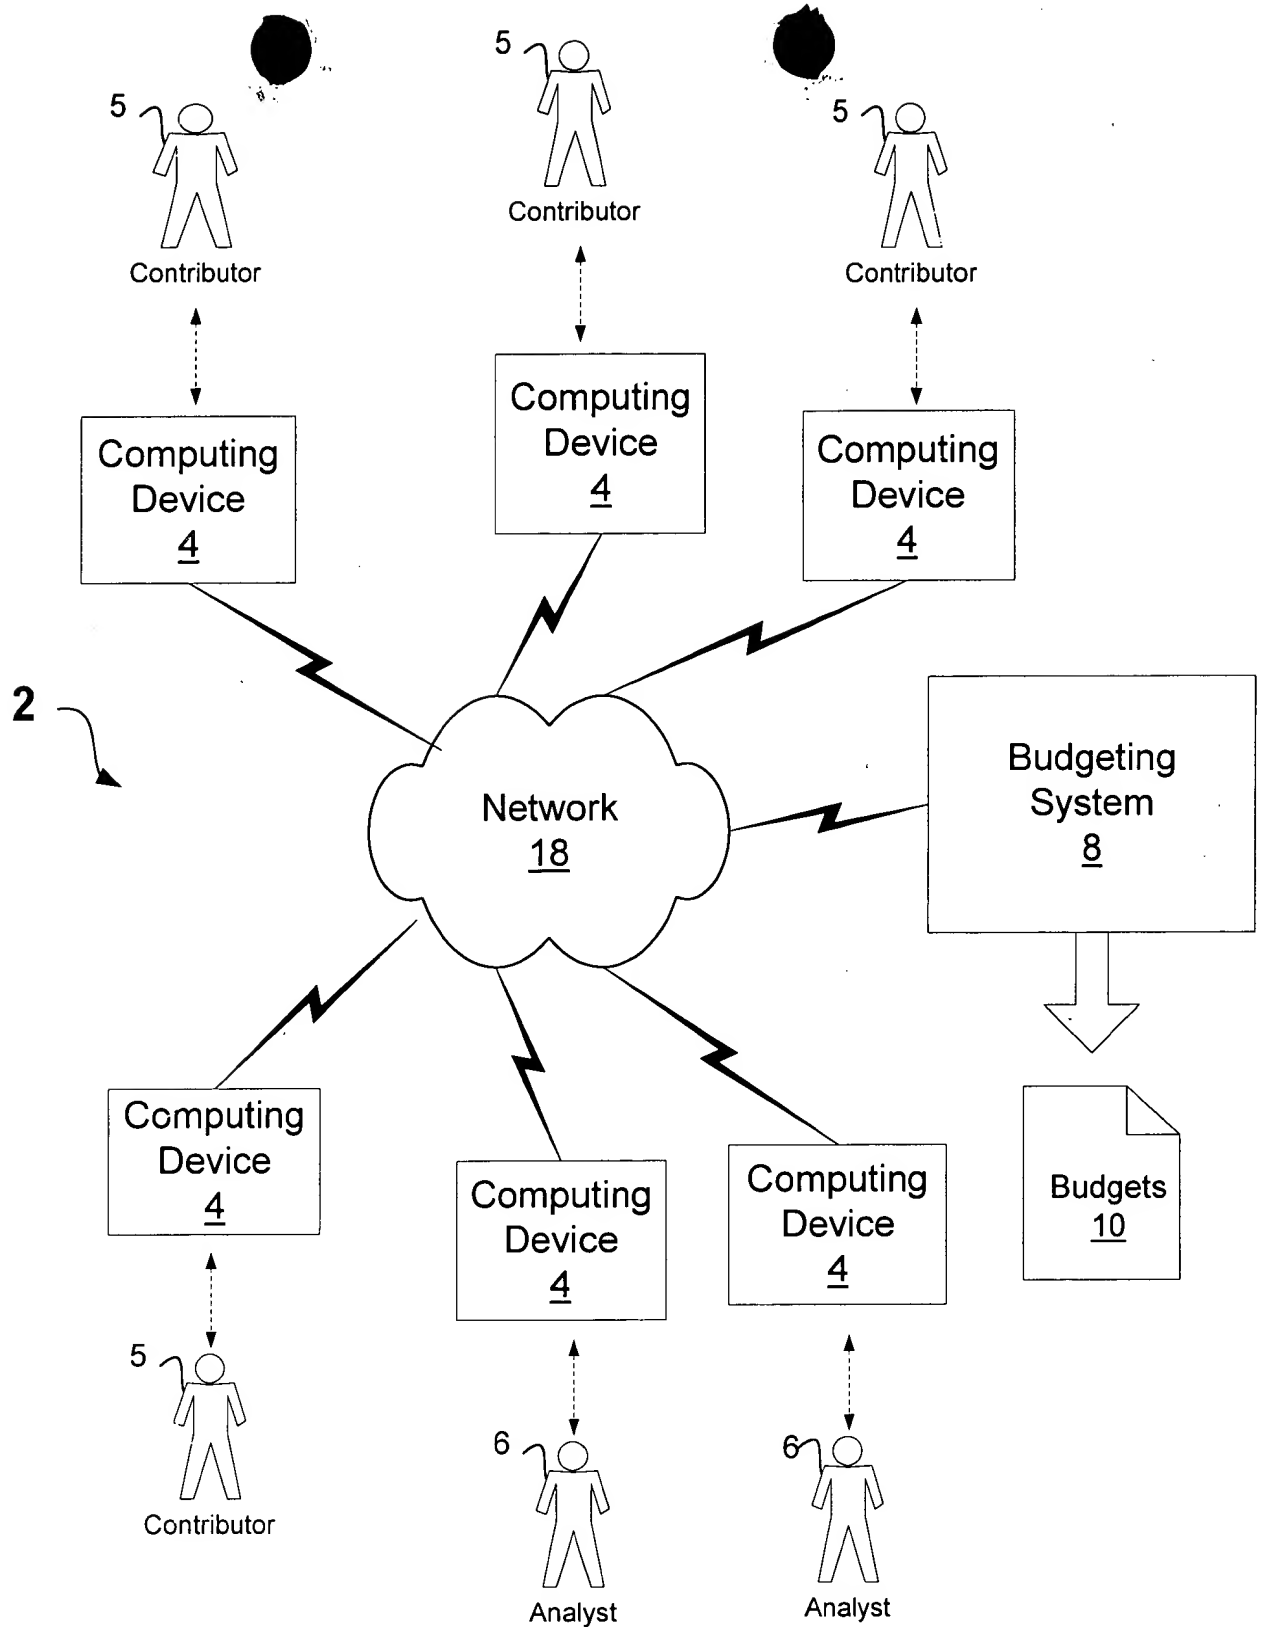 5
5
5
Contributor
Contributor
Contributor
Computing
Device
4
Computing
Device
4
Computing
Device
4
2
Network
18
Budgeting
System
8
Computing
Device
4
Computing
Device
4
Computing
Device
4
Budgets
10
5
Contributor
6
Analyst
6
Analyst